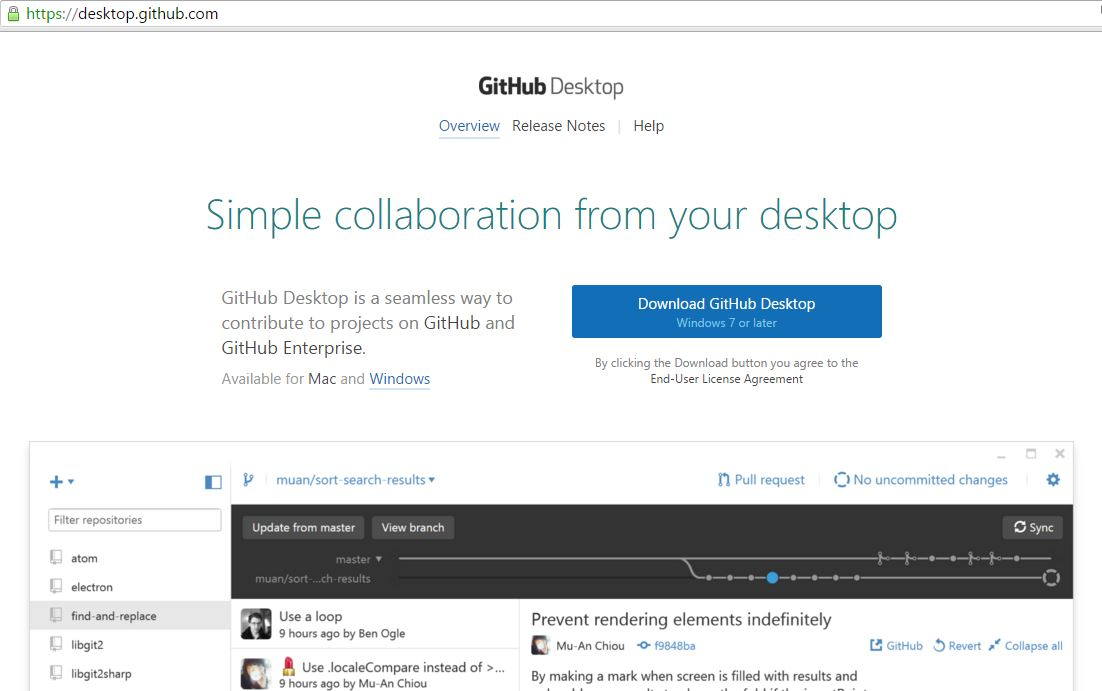 https://desktop.github.com
GitHub Desktop
Overview Release Notes | Help
Simple collaboration from your desktop
GitHub Desktop is a seamless way to
contribute to projects on GitHub and
GitHub Enterprise.
Available for Mac and Windows
Download GitHub Desktop
Windows 7 or later
By clicking the Download button you agree to the
End-User License Agreement
muan/sort-search-results
Pull request
No uncommitted changes
Filter repositories
atom
electron
find-and-replace
libgit2
libgit2sharp
Update from master
View branch
Sync
master
muan/sort-...ch-results
Use a loop
9 hours ago by Ben Ogle
Use .localeCompare instead of >...
9 hours ago by Mu-An Chiou
Prevent rendering elements indefinitely
Mu-An Chiou f9848ba
GitHub Revert Collapse all
By making a mark when screen is filled with results and